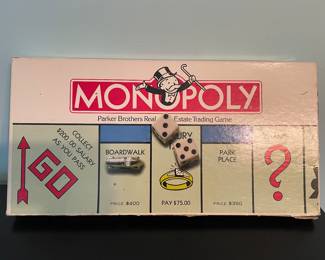 MONOPOLY
Parker Brothers Real Estate Trading Game
COLLECT
$200.00 SALARY
AS YOU PASS
GO
BOARDWALK
PRICE $400
URY
PAY $75.00
PARK
PLACE
PRICE $350
?